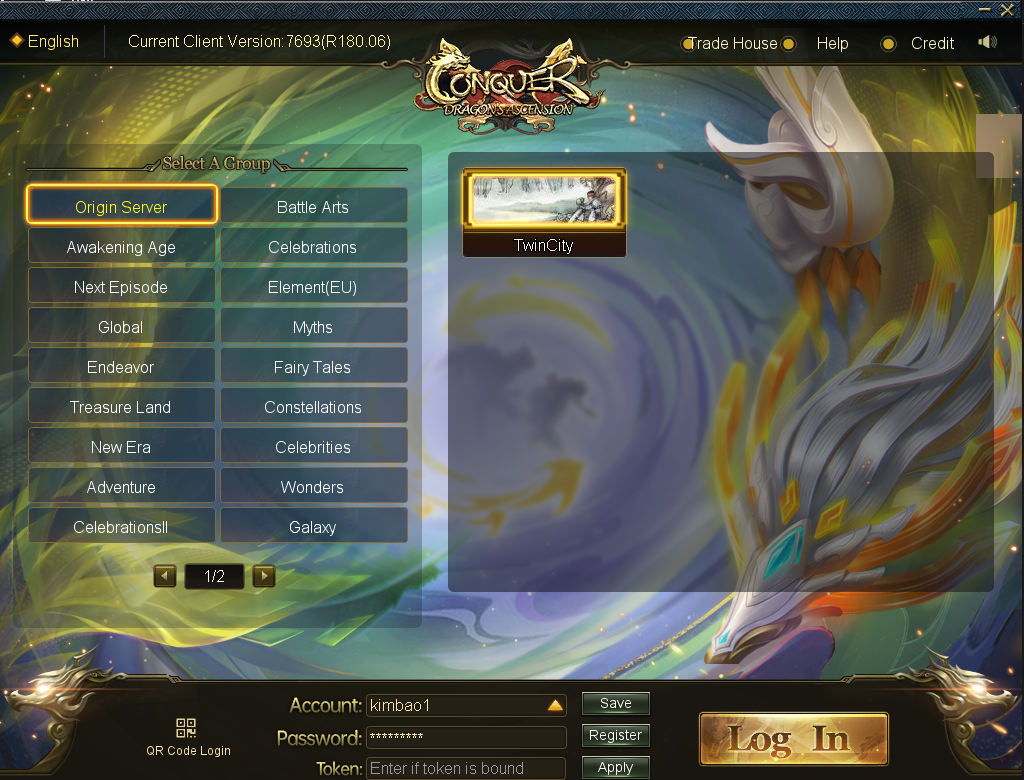 English
Current Client Version:7693(R180.06)
Trade House
Help
Credit
CONQUER
DRAGON'S ASCENSION
Select A Group
Origin Server
Battle Arts
Awakening Age
Celebrations
Next Episode
Element(EU)
Global
Myths
Endeavor
Fairy Tales
Treasure Land
Constellations
New Era
Celebrities
Adventure
Wonders
CelebrationsII
Galaxy
1/2
TwinCity
Account: kimbao1
Save
Password: *********
Register
Token: Enter if token is bound
Apply
QR Code Login
Log In